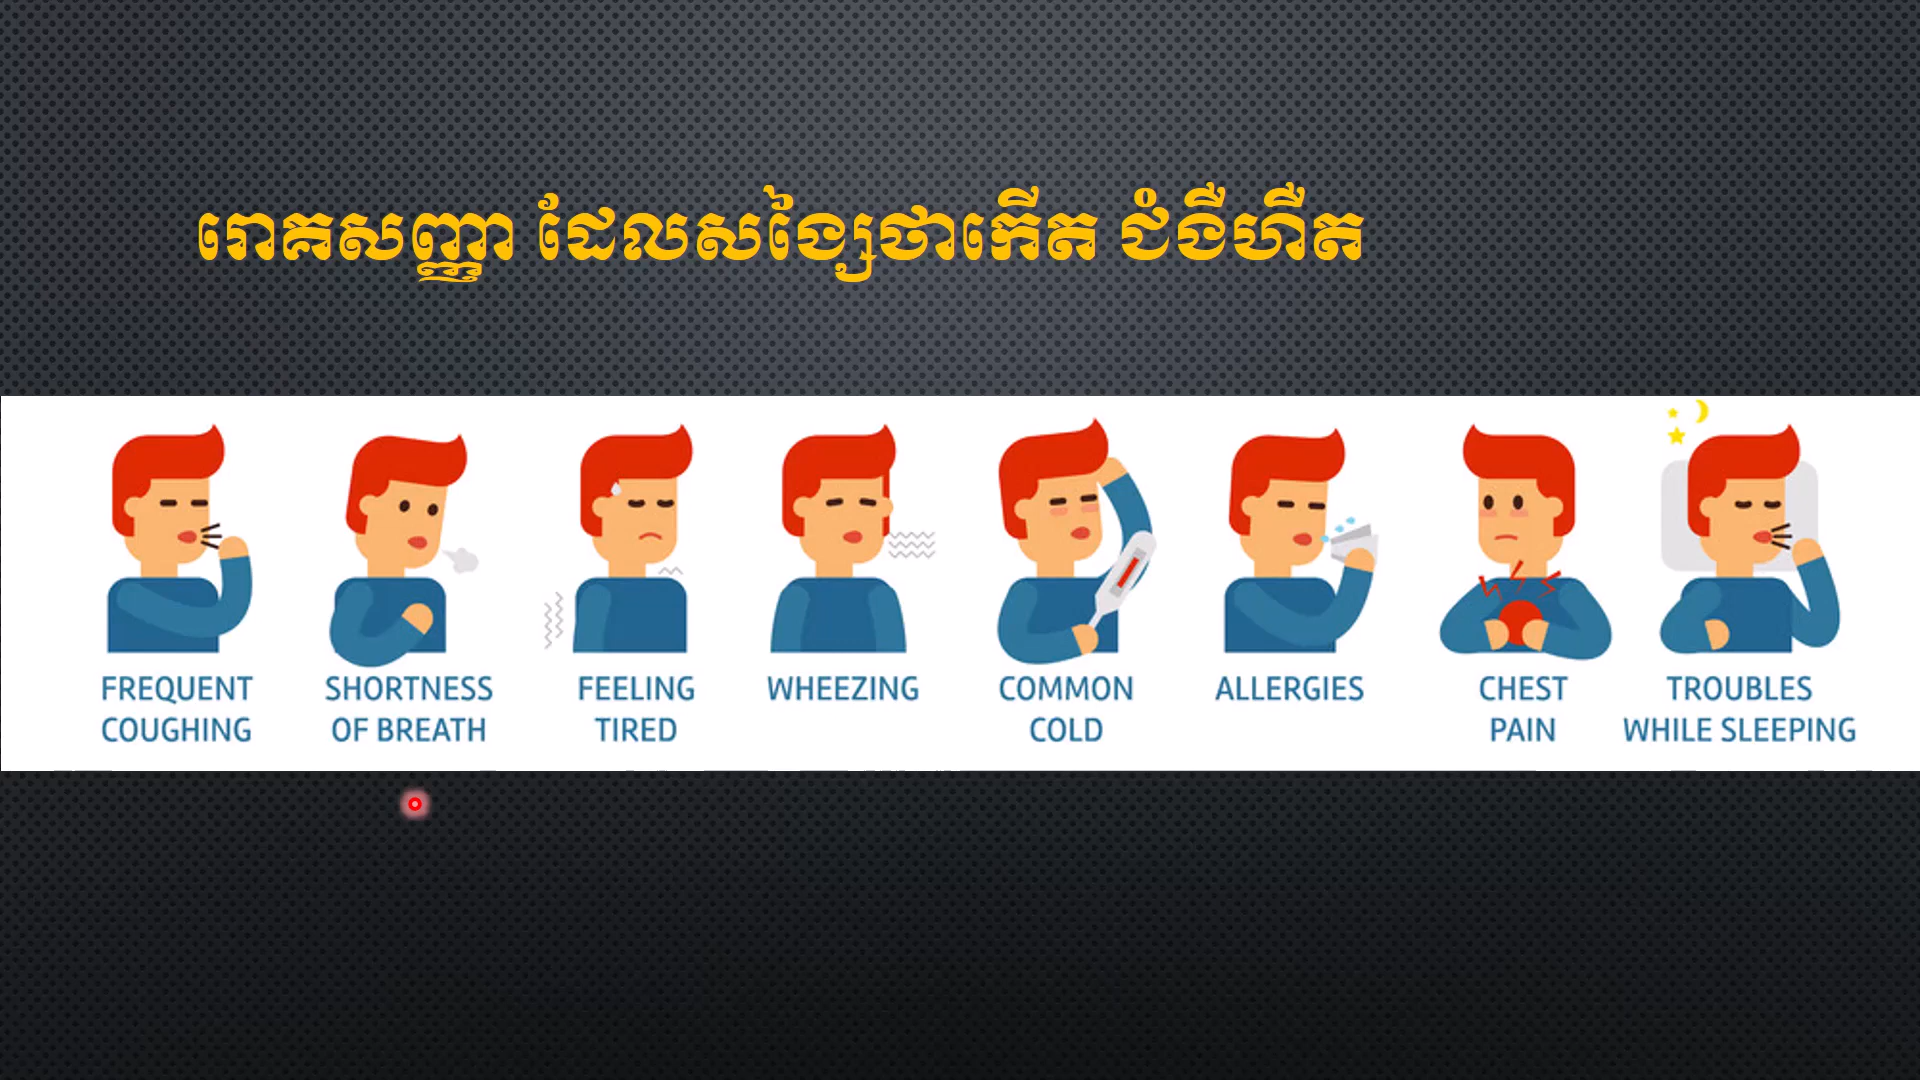 រោគសញ្ញា ដែលសង្ស័ៃថាកើត ជំងឺហឺត
FREQUENT COUGHING
SHORTNESS OF BREATH
FEELING TIRED
WHEEZING
COMMON COLD
ALLERGIES
CHEST PAIN
TROUBLES WHILE SLEEPING